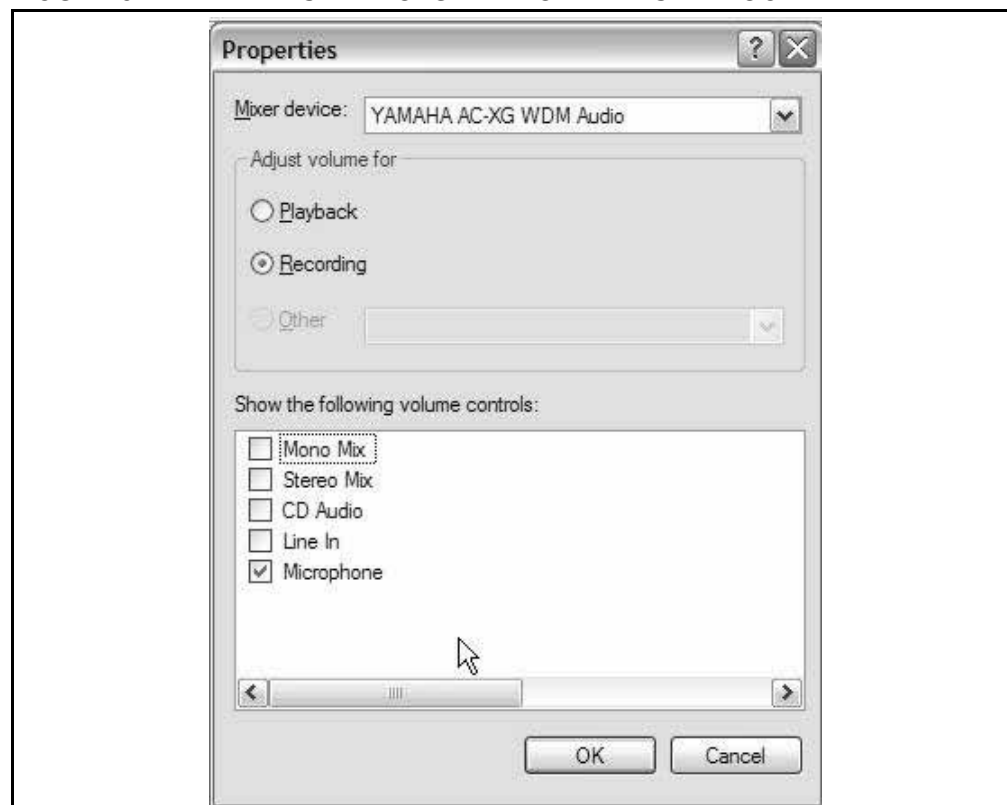 Properties
Mixer device: YAMAHA AC-XG WDM Audio
Adjust volume for
Playback
Recording
Other
Show the following volume controls:
Mono Mix
Stereo Mix
CD Audio
Line In
Microphone
OK Cancel